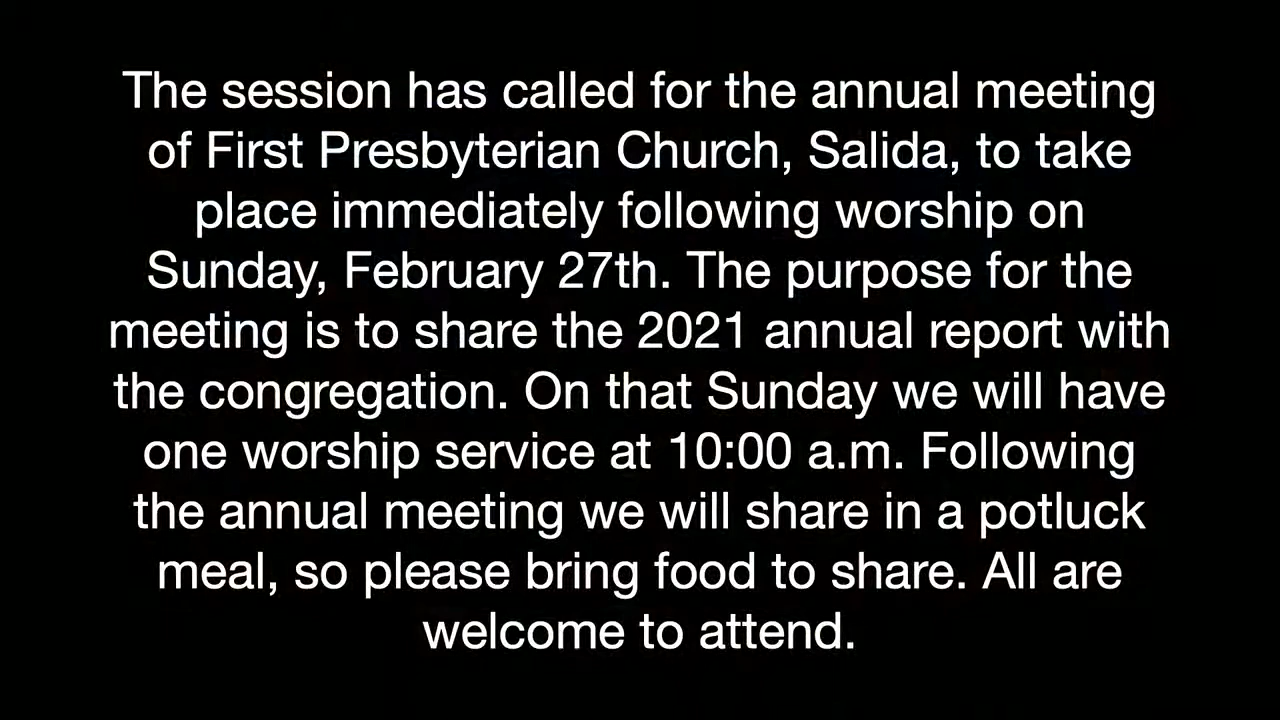 The session has called for the annual meeting
of First Presbyterian Church, Salida, to take
place immediately following worship on
Sunday, February 27th. The purpose for the
meeting is to share the 2021 annual report with
the congregation. On that Sunday we will have
one worship service at 10:00 a.m. Following
the annual meeting we will share in a potluck
meal, so please bring food to share. All are
welcome to attend.